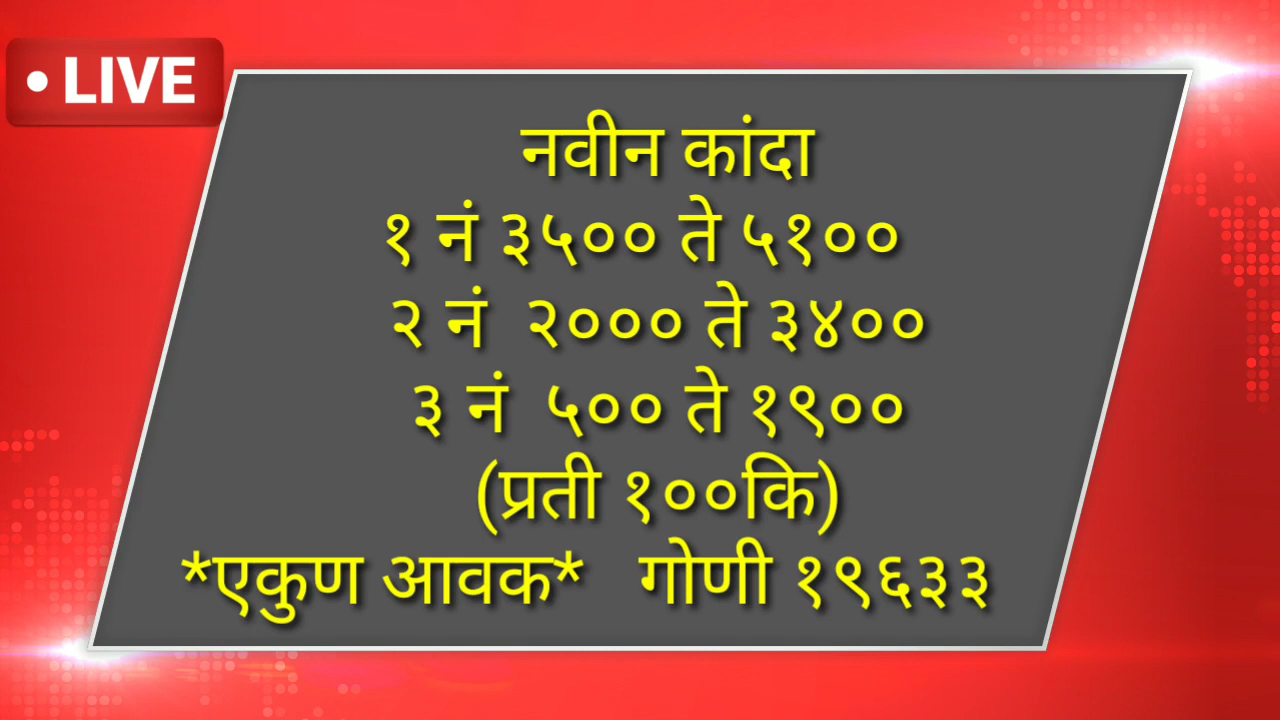 • LIVE
नवीन कांदा
१ नं ३५०० ते ५१००
२ नं २००० ते ३४००
३ नं ५०० ते १९००
(प्रती १००कि)
*एकुण आवक* गोणी १९६३३